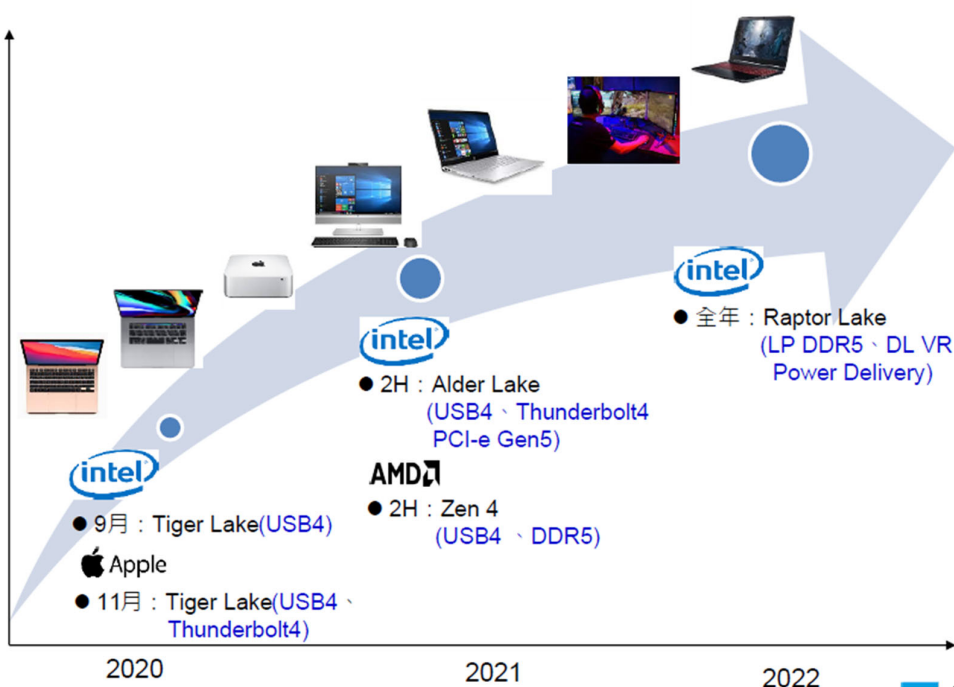 intel
● 9月：Tiger Lake(USB4)
Apple
● 11月：Tiger Lake(USB4、
Thunderbolt4)
intel
● 2H：Alder Lake
(USB4、Thunderbolt4
PCI-e Gen5)
AMD
● 2H：Zen 4
(USB4 、DDR5)
intel
● 全年：Raptor Lake
(LP DDR5、DL VR
Power Delivery)
2020
2021
2022